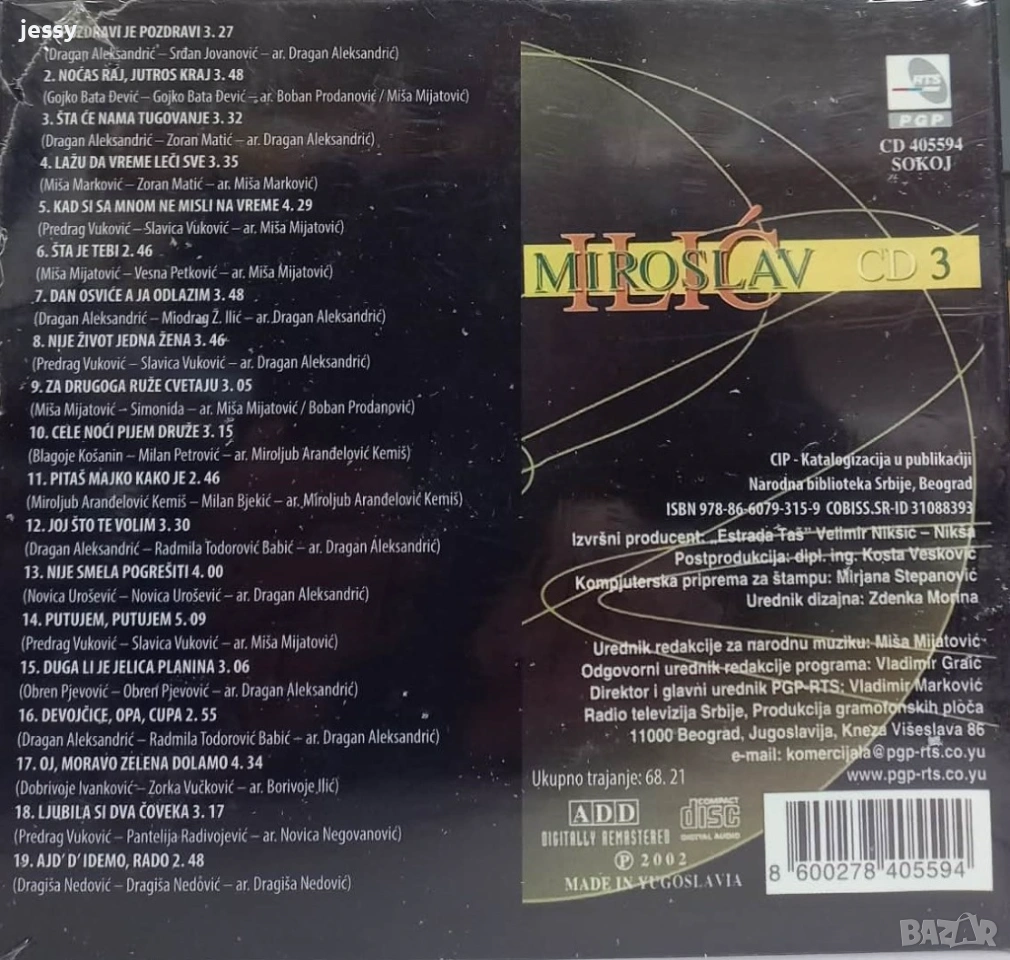 jessy
POZDRAVI JE POZDRAVI 3. 27
(Dragan Aleksandrić – Srđan Jovanović – ar. Dragan Aleksandrić)
2. NOĆAS RAJ, JUTROS KRAJ 3. 48
(Gojko Bata Đević – Gojko Bata Đević – ar. Boban Prodanović / Miša Mijatović)
3. ŠTA ĆE NAMA TUGOVANJE 3. 32
(Dragan Aleksandrić – Zoran Matić – ar. Dragan Aleksandrić)
4. LAŽU DA VREME LEČI SVE 3. 35
(Miša Marković – Zoran Matić – ar. Miša Marković)
5. KAD SI SA MNOM NE MISLI NA VREME 4. 29
(Predrag Vuković – Slavica Vuković – ar. Miša Mijatović)
6. ŠTA JE TEBI 2. 46
(Miša Mijatović – Vesna Petković – ar. Miša Mijatović)
7. DAN OSVIĆE A JA ODLAZIM 3. 48
(Dragan Aleksandrić – Miodrag Ž. Ilić – ar. Dragan Aleksandrić)
8. NIJE ŽIVOT JEDNA ŽENA 3. 46
(Predrag Vuković – Slavica Vuković – ar. Dragan Aleksandrić)
9. ZA DRUGOGA RUŽE CVETAJU 3. 05
(Miša Mijatović – Simonida – ar. Miša Mijatović / Boban Prodanović)
10. CELE NOĆI PIJEM DRUŽE 3. 15
(Blagoje Košanin – Milan Petrović – ar. Miroljub Aranđelović Kemiš)
11. PITAŠ MAJKO KAKO JE 2. 46
(Miroljub Aranđelović Kemiš – Milan Bjekić – ar. Miroljub Aranđelović Kemiš)
12. JOJ ŠTO TE VOLIM 3. 30
(Dragan Aleksandrić – Radmila Todorović Babić – ar. Dragan Aleksandrić)
13. NIJE SMELA POGREŠITI 4. 00
(Novica Urošević – Novica Urošević – ar. Dragan Aleksandrić)
14. PUTUJEM, PUTUJEM 5. 09
(Predrag Vuković – Slavica Vuković – ar. Miša Mijatović)
15. DUGA LI JE JELICA PLANINA 3. 06
(Obren Pjevović – Obren Pjevović – ar. Dragan Aleksandrić)
16. DEVOJČICE, OPA, CUPA 2. 55
(Dragan Aleksandrić – Radmila Todorović Babić – ar. Dragan Aleksandrić)
17. OJ, MORAVO ZELENA DOLAMO 4. 34
(Dobrivoje Ivanković – Zorka Vučković – ar. Borivoje Ilić)
18. LJUBILA SI DVA ČOVEKA 3. 17
(Predrag Vuković – Pantelija Radivojević – ar. Novica Negovanović)
19. AJD' D' IDEMO, RADO 2. 48
(Dragiša Nedović – Dragiša Nedović – ar. Dragiša Nedović)
RTS
PGP
CD 405594
SOKOJ
MIROSLAV ILIĆ CD 3
CIP - Katalogizacija u publikaciji
Narodna biblioteka Srbije, Beograd
ISBN 978-86-6079-315-9 COBISS.SR-ID 31088393
Izvršni producent: „Estrada Taš" Velimir Nikšić – Nikša
Postprodukcija: dipl. ing. Kosta Vesković
Kompjuterska priprema za štampu: Mirjana Stepanović
Urednik dizajna: Zdenka Morina
Urednik redakcije za narodnu muziku: Miša Mijatović
Odgovorni urednik redakcije programa: Vladimir Graić
Direktor i glavni urednik PGP-RTS: Vladimir Marković
Radio televizija Srbije, Produkcija gramofonskih ploča
11000 Beograd, Jugoslavija, Kneza Višeslava 86
e-mail: komercijala@pgp-rts.co.yu
www.pgp-rts.co.yu
Ukupno trajanje: 68. 21
ADD
DIGITALLY REMASTERED
COMPACT
disc
DIGITAL AUDIO
℗ 2002
MADE IN YUGOSLAVIA
8 600278 405594
BAZAR